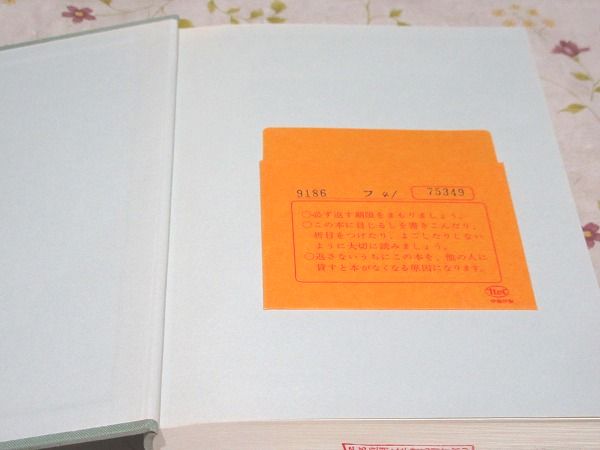 9186 フ 4/ 75349
○必ず返す期限をまもりましょう。
○この本に目じるしを書きこんだり、
折目をつけたり、よごしたりしない
ように大切に読みましょう。
○返さないうちにこの本を、他の人に
貸すと本がなくなる原因になります。